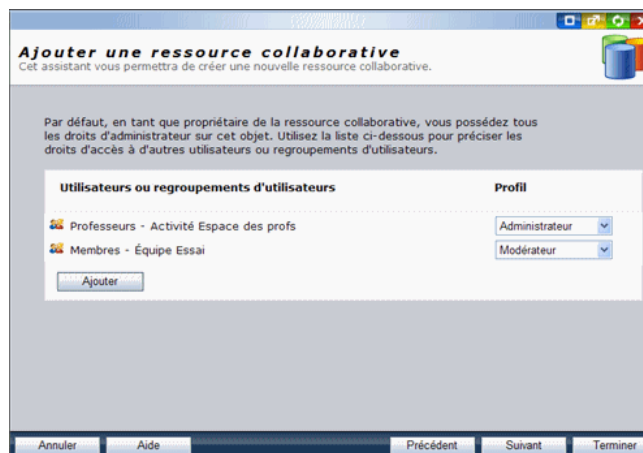 Ajouter une ressource collaborative
Cet assistant vous permettra de créer une nouvelle ressource collaborative.
Par défaut, en tant que propriétaire de la ressource collaborative, vous possédez tous
les droits d'administrateur sur cet objet. Utilisez la liste ci-dessous pour préciser les
droits d'accès à d'autres utilisateurs ou regroupements d'utilisateurs.
Utilisateurs ou regroupements d'utilisateurs Profil
Professeurs - Activité Espace des profs Administrateur
Membres - Équipe Essai Modérateur
Ajouter
Annuler Aide Précédent Suivant Terminer